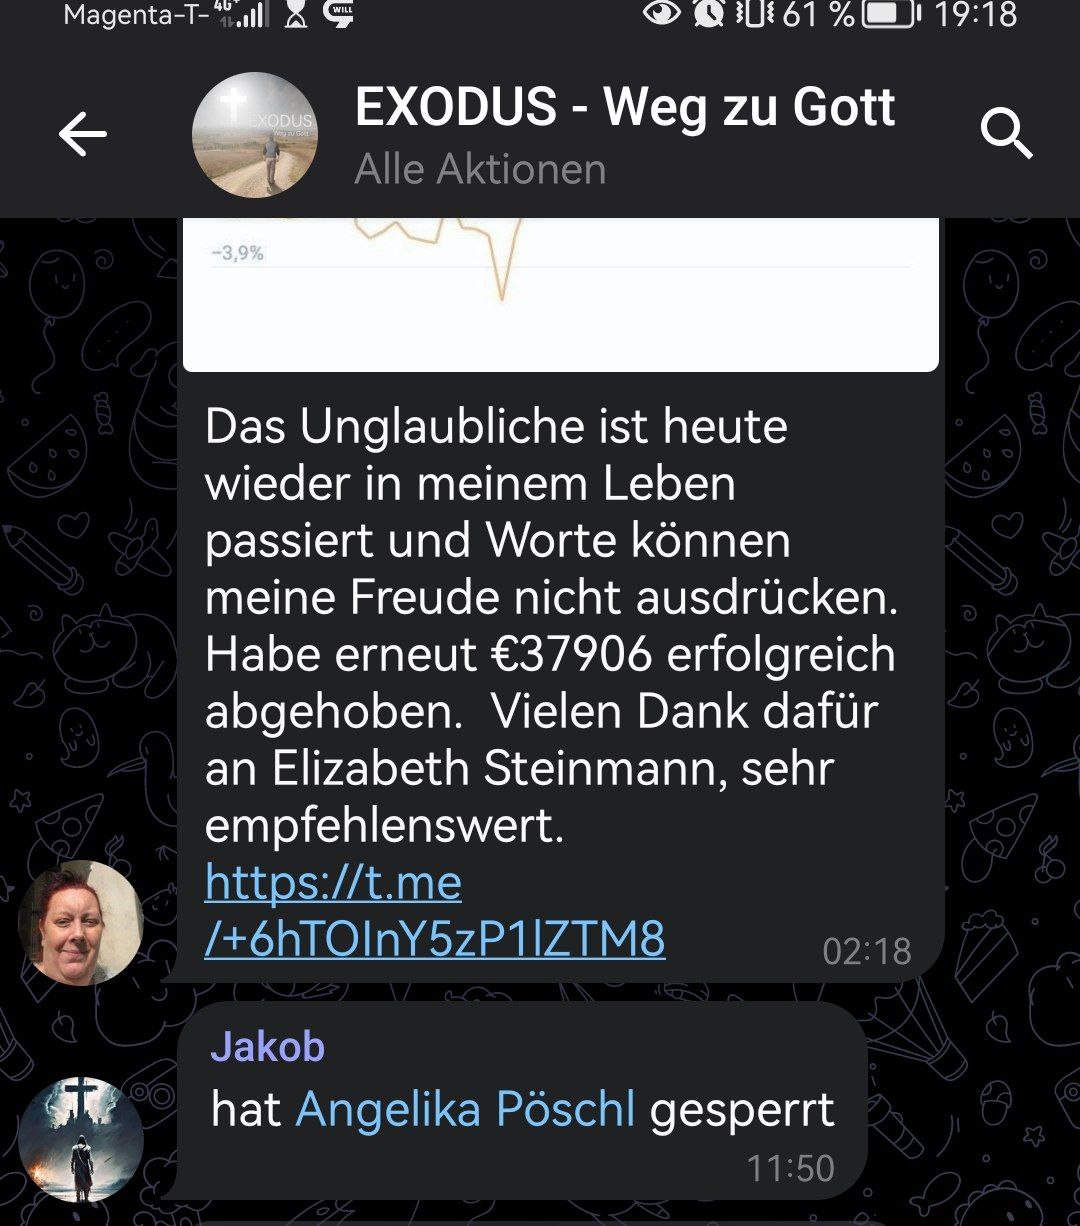 Magenta-T- 4G+ WILL 61 % 19:18
EXODUS - Weg zu Gott
EXODUS
Weg zu Gott
Alle Aktionen
-3,9%
Das Unglaubliche ist heute
wieder in meinem Leben
passiert und Worte können
meine Freude nicht ausdrücken.
Habe erneut €37906 erfolgreich
abgehoben.  Vielen Dank dafür
an Elizabeth Steinmann, sehr
empfehlenswert.
https://t.me
/+6hTOInY5zP1lZTM8
02:18
Jakob
hat Angelika Pöschl gesperrt
11:50